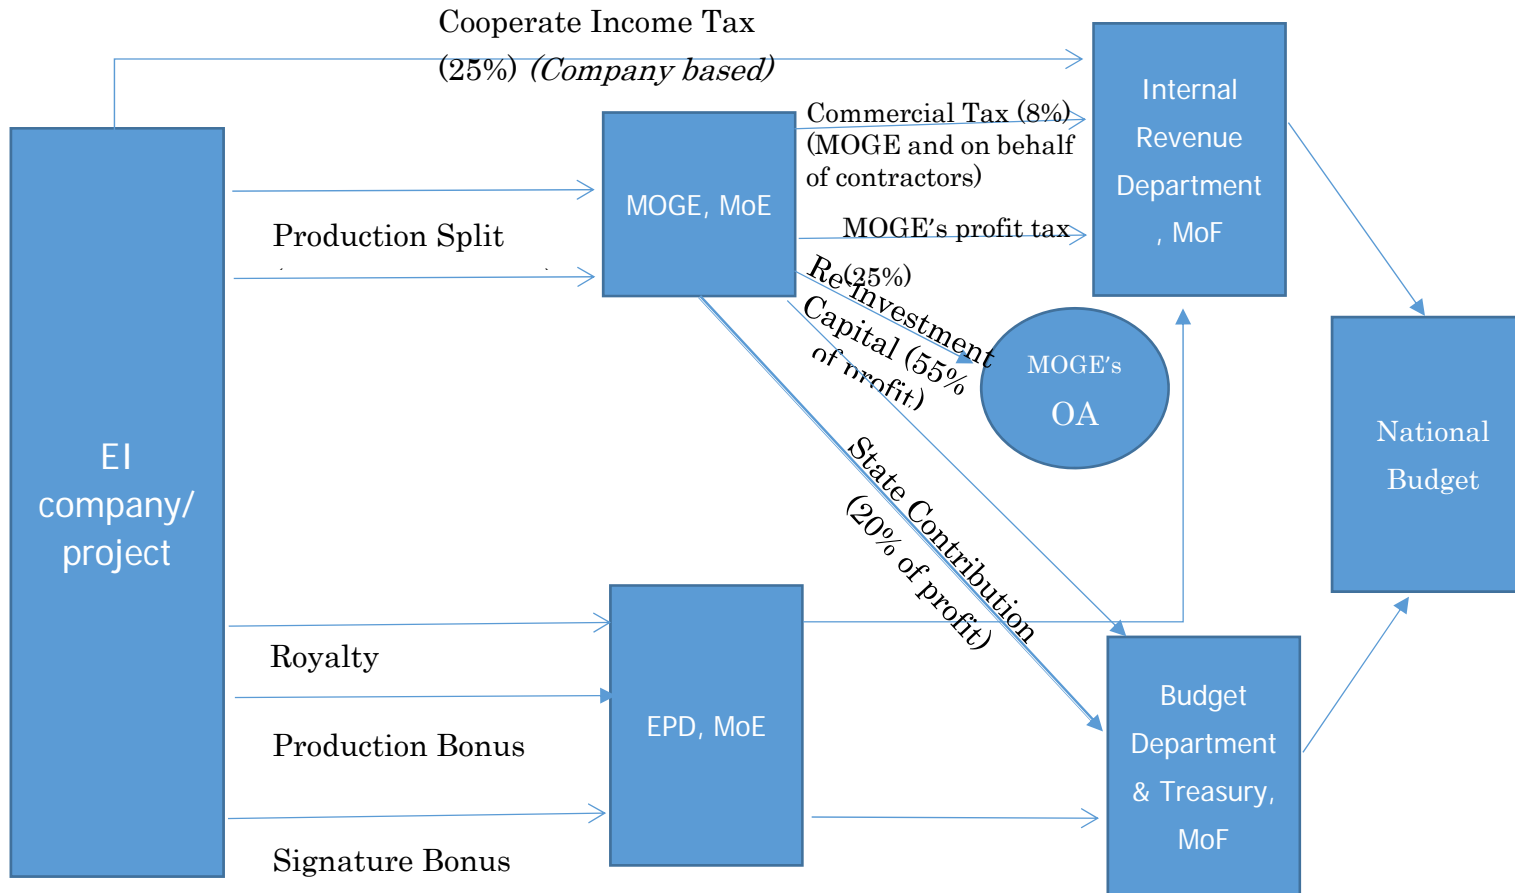 Cooperate Income Tax
(25%) (Company based)
EI
company/
project
Production Split
MOGE, MoE
Commercial Tax (8%)
(MOGE and on behalf
of contractors)
MOGE's profit tax
(25%)
Re-investment
Capital (55%
of profit)
State Contribution
(20% of profit)
Internal
Revenue
Department
, MoF
MOGE's
OA
National
Budget
Royalty
Production Bonus
Signature Bonus
EPD, MoE
Budget
Department
& Treasury,
MoF